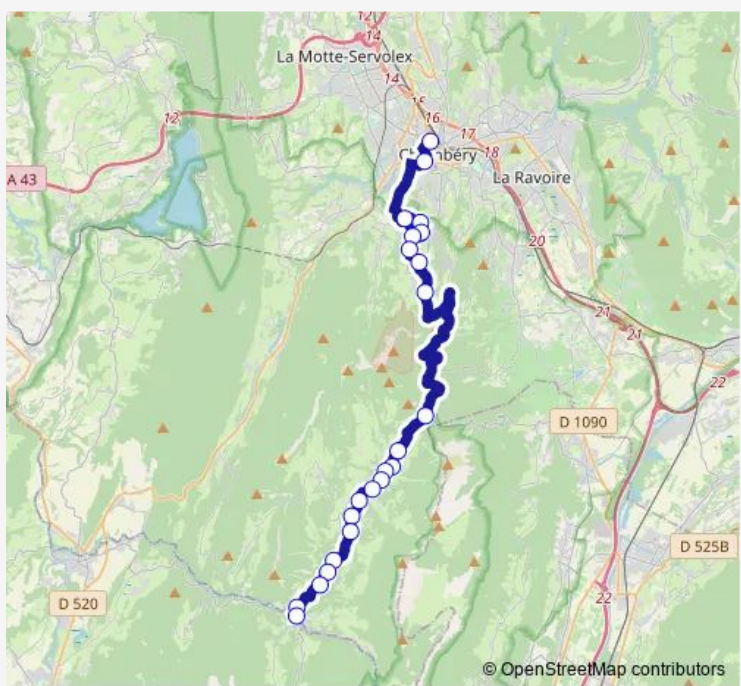 12
14
La Motte-Servolex
14
15
16
12
17
Chambéry
18
La Ravoire
A 43
20
21
21
22
D 1090
D 525B
D 520
22
© OpenStreetMap contributors